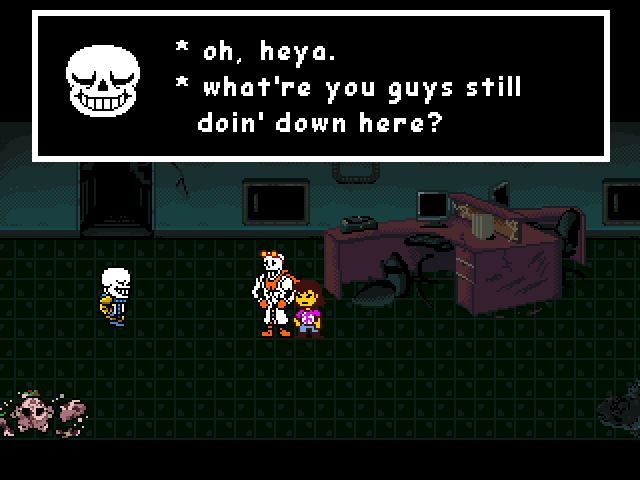 * oh, heya.
* what're you guys still
doin' down here?